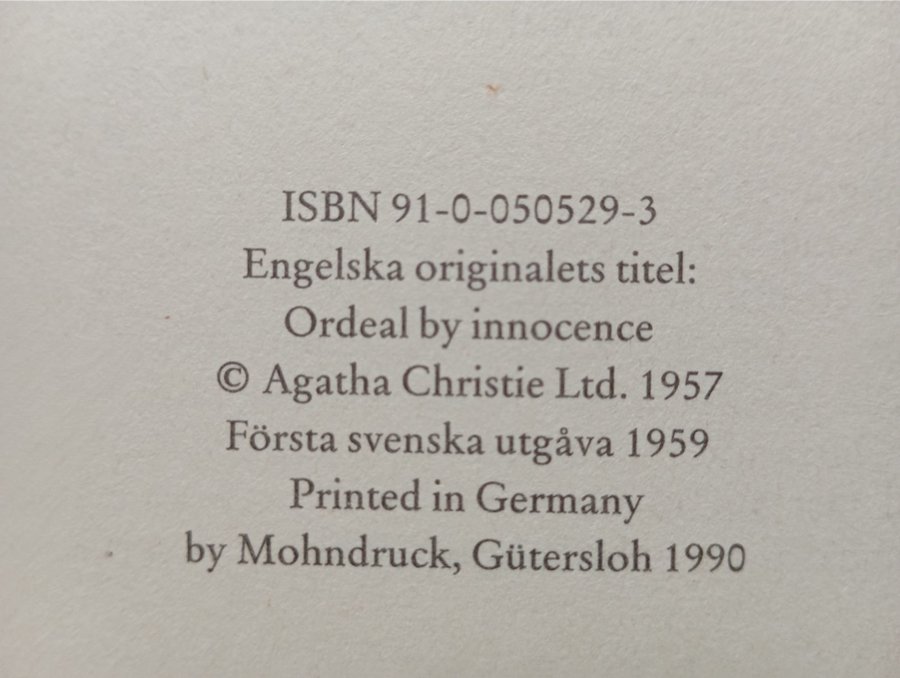 ISBN 91-0-050529-3
Engelska originalets titel:
Ordeal by innocence
© Agatha Christie Ltd. 1957
Första svenska utgåva 1959
Printed in Germany
by Mohndruck, Gütersloh 1990